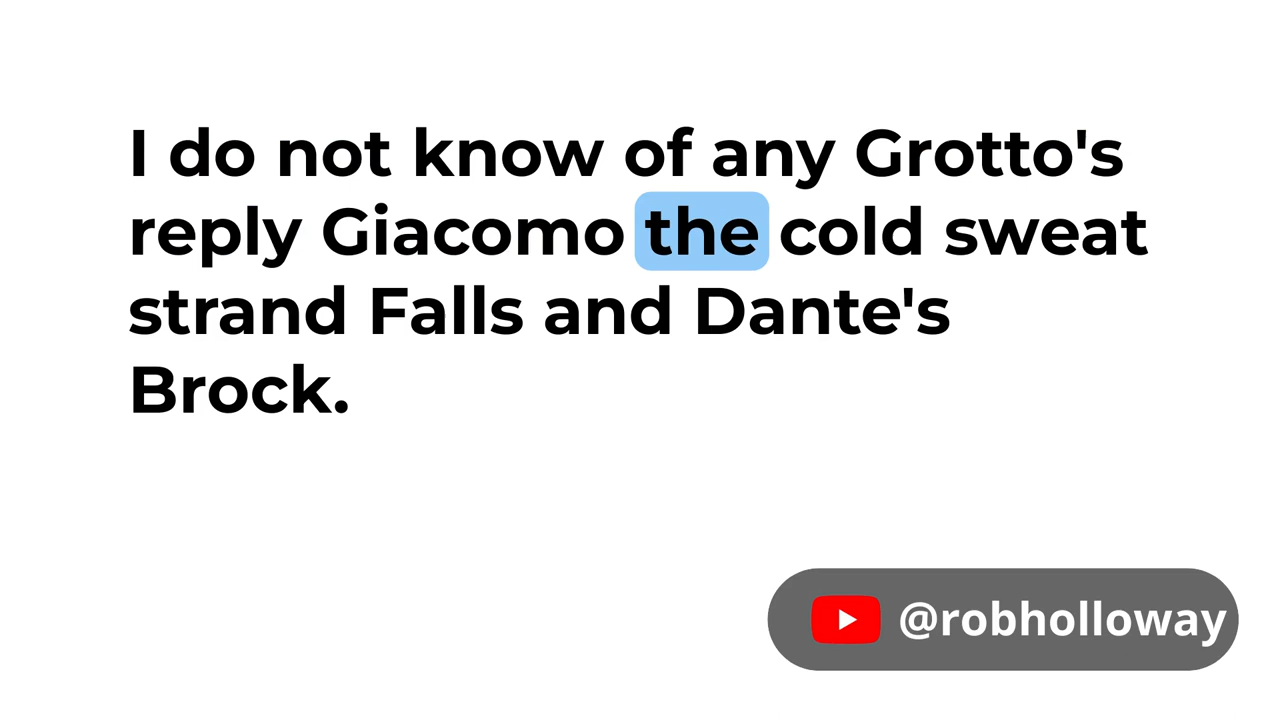 I do not know of any Grotto's
reply Giacomo the cold sweat
strand Falls and Dante's
Brock.
@robholloway